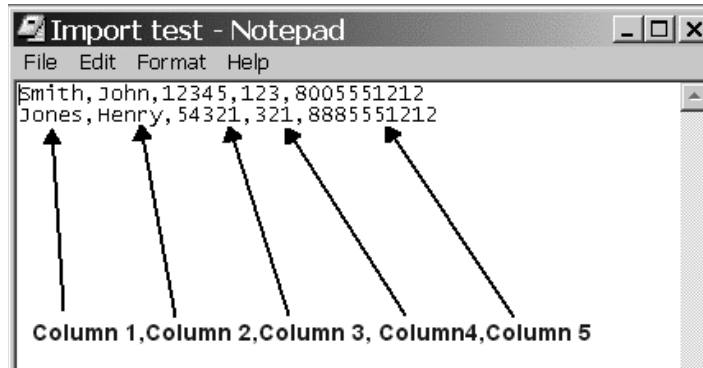 Import test - Notepad
File Edit Format Help
Smith,John,12345,123,8005551212
Jones,Henry,54321,321,8885551212
Column 1,Column 2,Column 3, Column4,Column 5